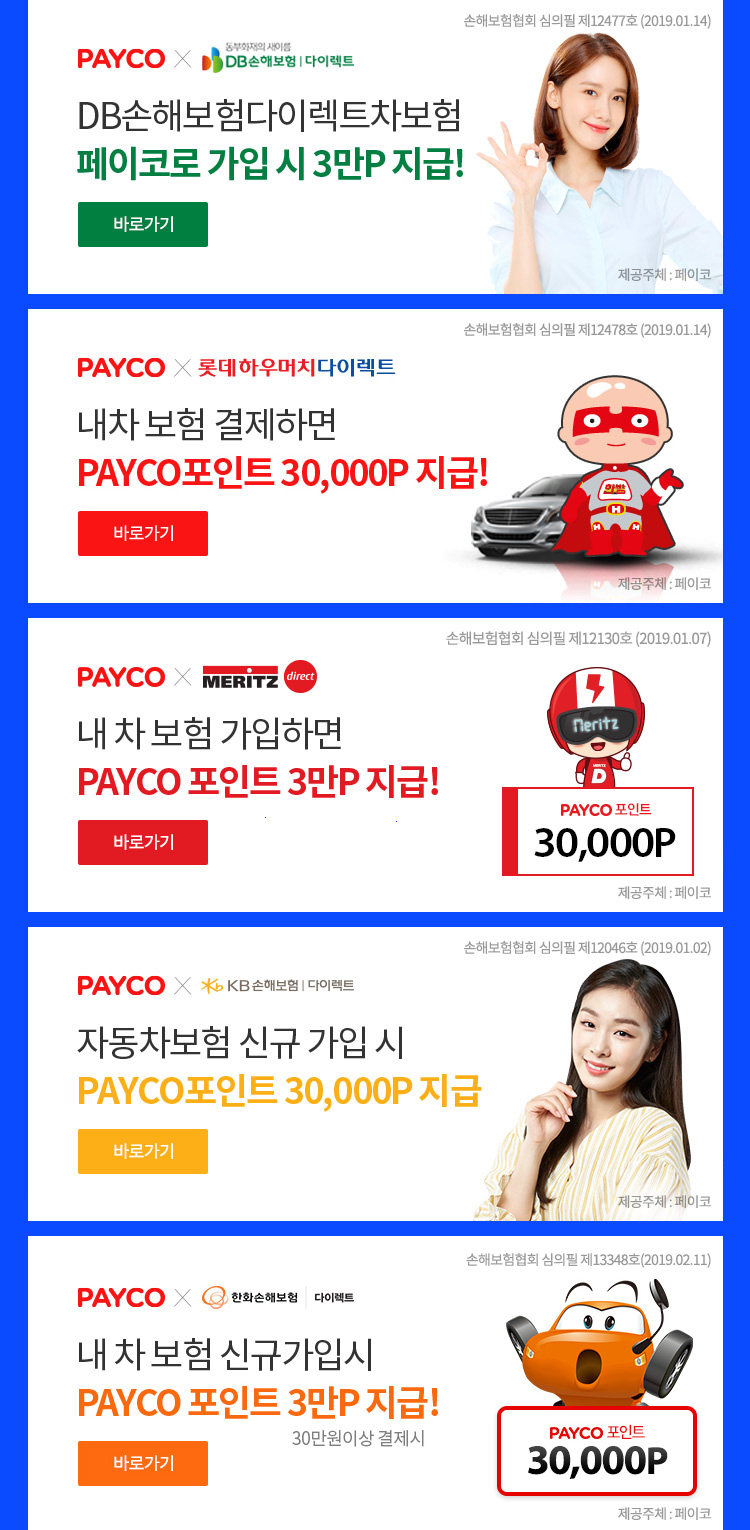 손해보험협회 심의필 제12477호 (2019.01.14)
PAYCO × 동부화재의 새이름 DB손해보험 | 다이렉트
DB손해보험다이렉트차보험
페이코로 가입 시 3만P 지급!
바로가기
제공주체 : 페이코
손해보험협회 심의필 제12478호 (2019.01.14)
PAYCO × 롯데하우머치다이렉트
내차 보험 결제하면
PAYCO포인트 30,000P 지급!
바로가기
H
H H
제공주체 : 페이코
손해보험협회 심의필 제12130호 (2019.01.07)
PAYCO × MERITZ direct
내 차 보험 가입하면
PAYCO 포인트 3만P 지급!
바로가기
Meritz
MERITZ
D
PAYCO 포인트
30,000P
제공주체 : 페이코
손해보험협회 심의필 제12046호 (2019.01.02)
PAYCO × KB손해보험 | 다이렉트
자동차보험 신규 가입 시
PAYCO포인트 30,000P 지급
바로가기
제공주체 : 페이코
손해보험협회 심의필 제13348호(2019.02.11)
PAYCO × 한화손해보험 | 다이렉트
내 차 보험 신규가입시
PAYCO 포인트 3만P 지급!
30만원이상 결제시
바로가기
PAYCO 포인트
30,000P
제공주체 : 페이코